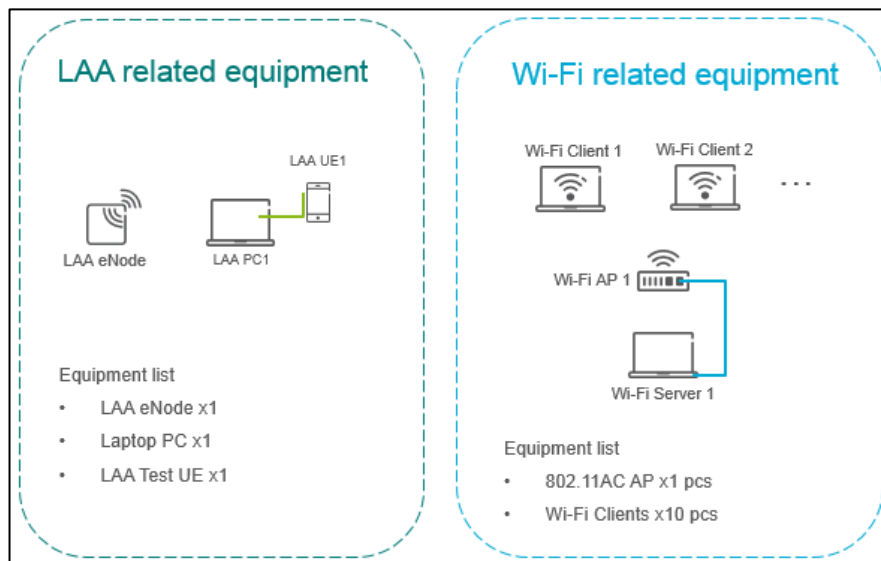 LAA related equipment
LAA UE1
LAA eNode
LAA PC1
Equipment list
• LAA eNode x1
• Laptop PC x1
• LAA Test UE x1
Wi-Fi related equipment
Wi-Fi Client 1
Wi-Fi Client 2
...
Wi-Fi AP 1
Wi-Fi Server 1
Equipment list
• 802.11AC AP x1 pcs
• Wi-Fi Clients x10 pcs